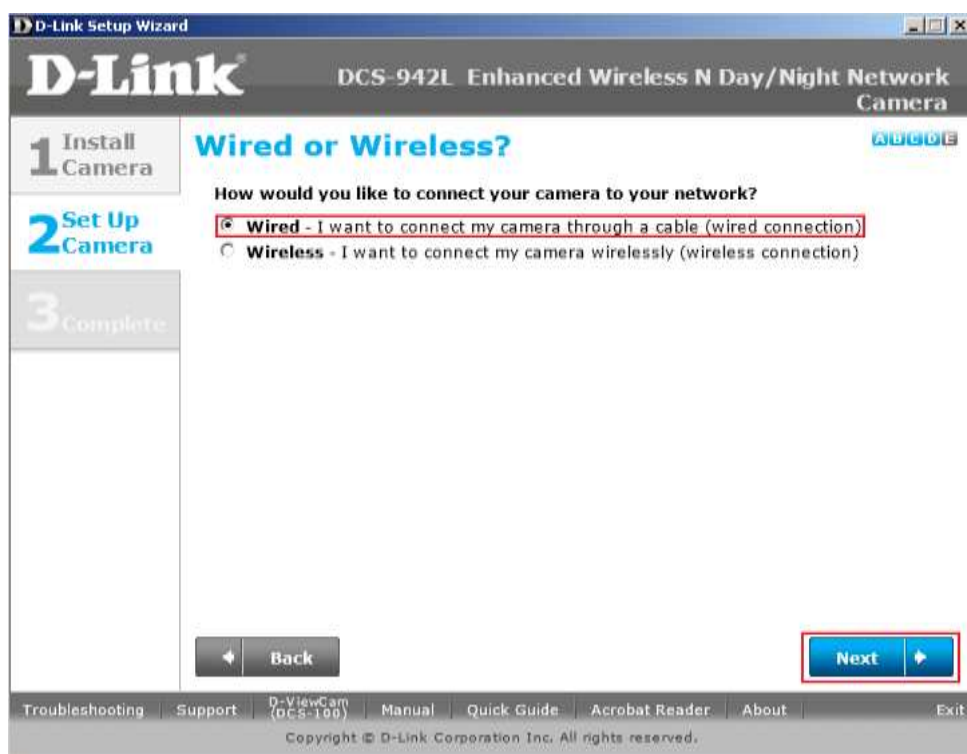 D-Link Setup Wizard
D-Link
DCS-942L Enhanced Wireless N Day/Night Network
Camera
1 Install
Camera
2 Set Up
Camera
3 Complete
Wired or Wireless?
A B C D E
How would you like to connect your camera to your network?
Wired - I want to connect my camera through a cable (wired connection)
Wireless - I want to connect my camera wirelessly (wireless connection)
Back
Next
Troubleshooting
Support
D-ViewCam
(DCS-100)
Manual
Quick Guide
Acrobat Reader
About
Exit
Copyright © D-Link Corporation Inc. All rights reserved.